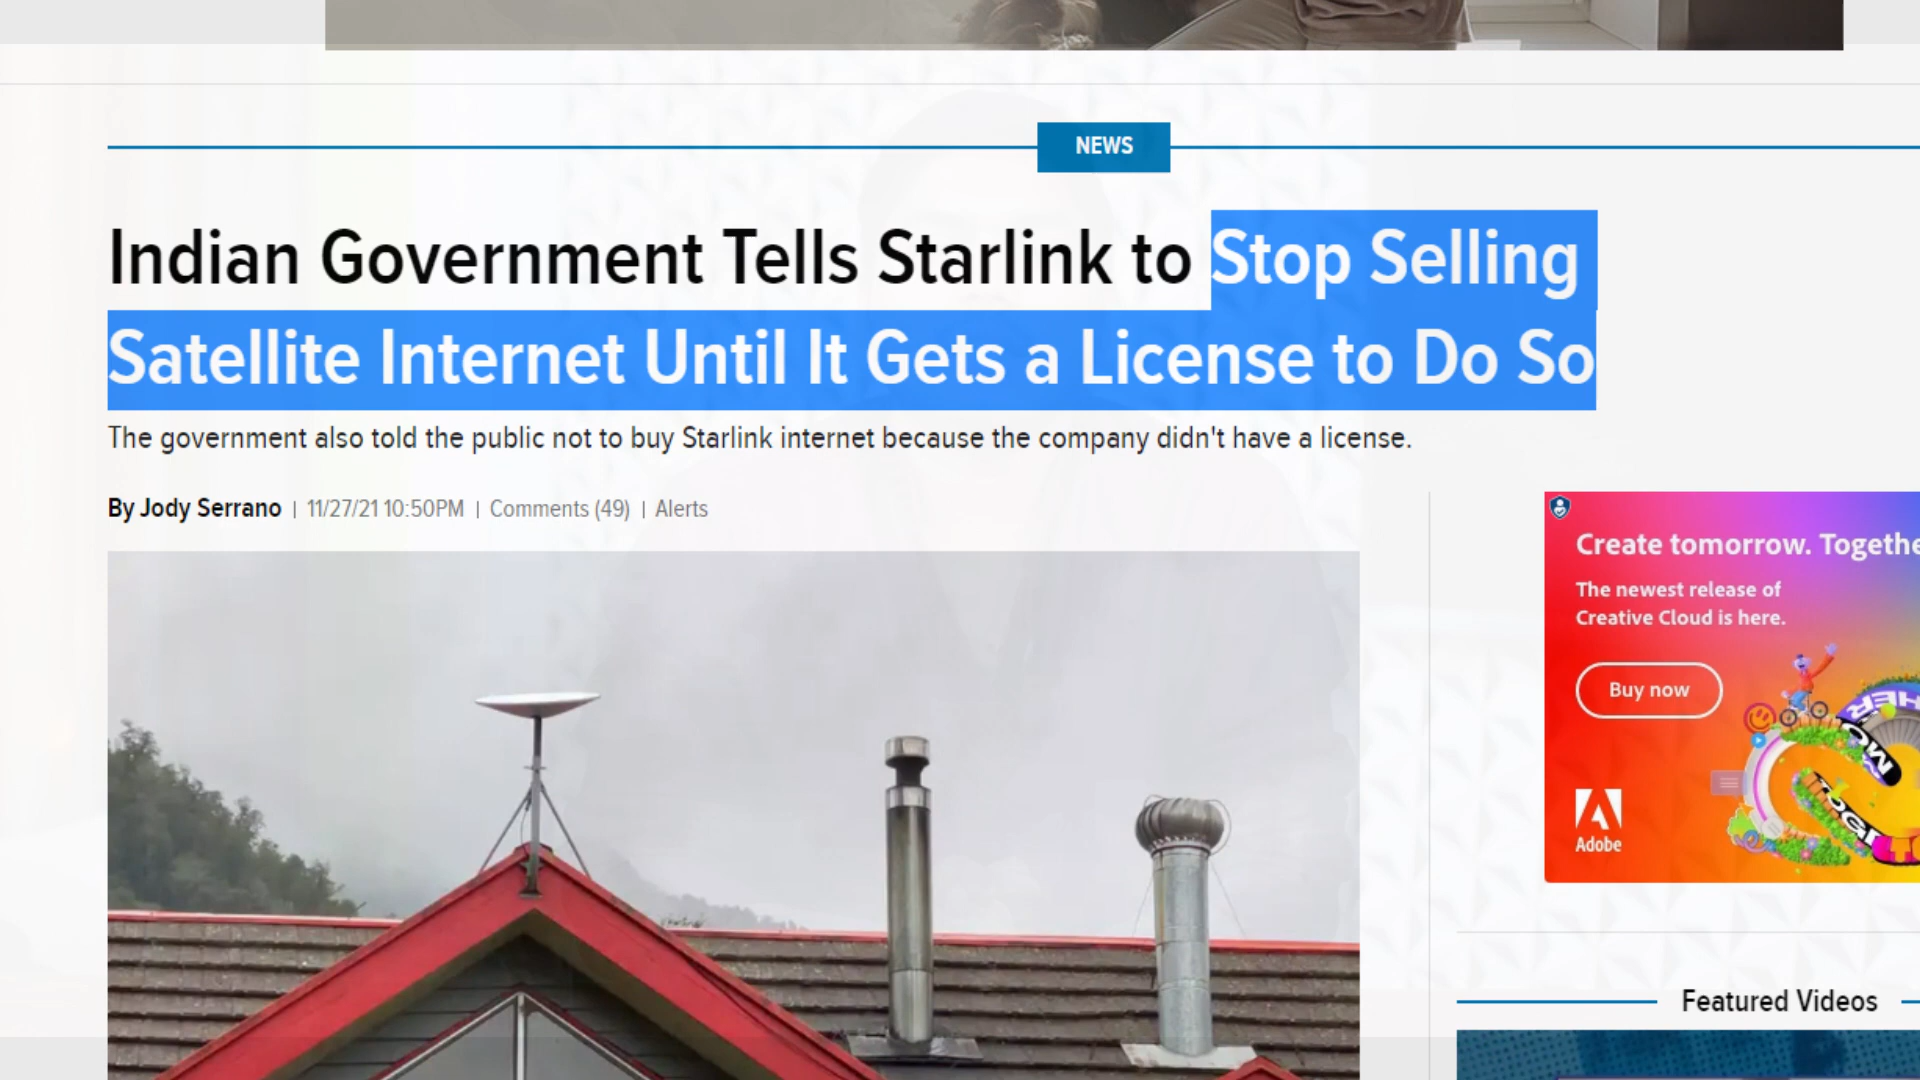 NEWS
Indian Government Tells Starlink to Stop Selling
Satellite Internet Until It Gets a License to Do So
The government also told the public not to buy Starlink internet because the company didn't have a license.
By Jody Serrano | 11/27/21 10:50PM | Comments (49) | Alerts
Create tomorrow. Togethe
The newest release of
Creative Cloud is here.
Buy now
Adobe
Featured Videos